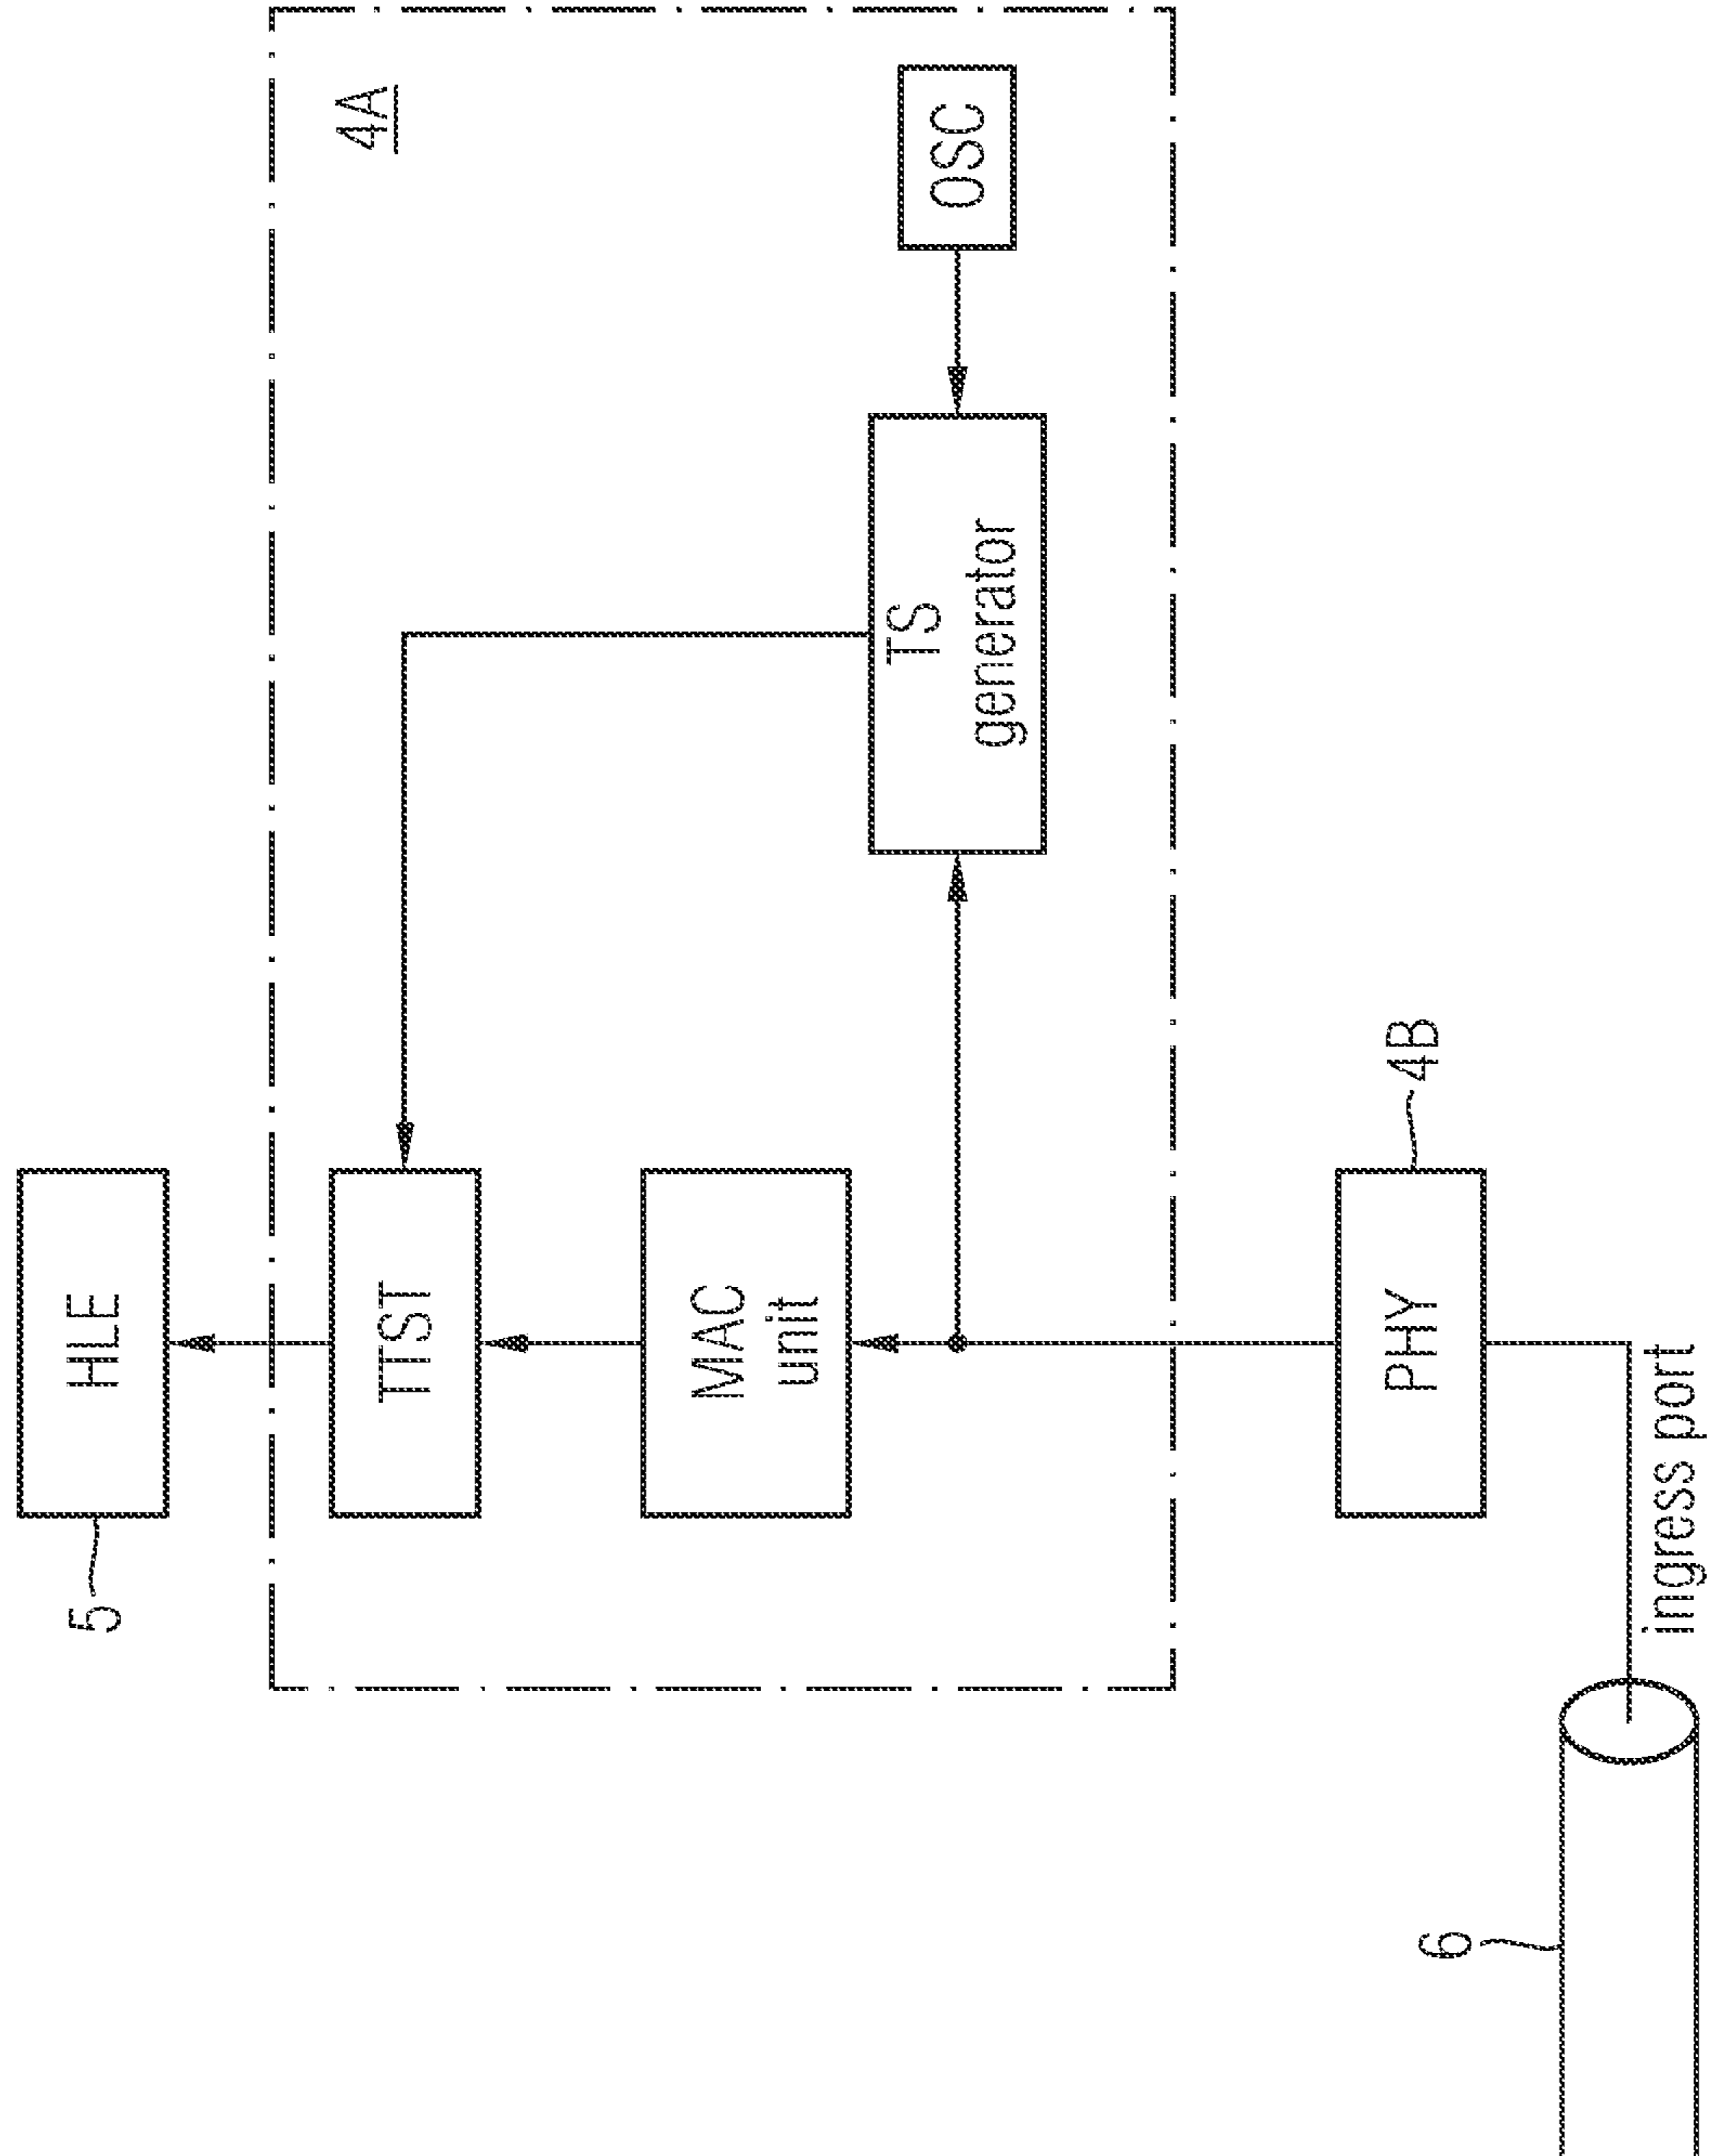 5
HLE
4A
TTST
MAC
unit
TS
generator
OSC
PHY
4B
6
ingress port